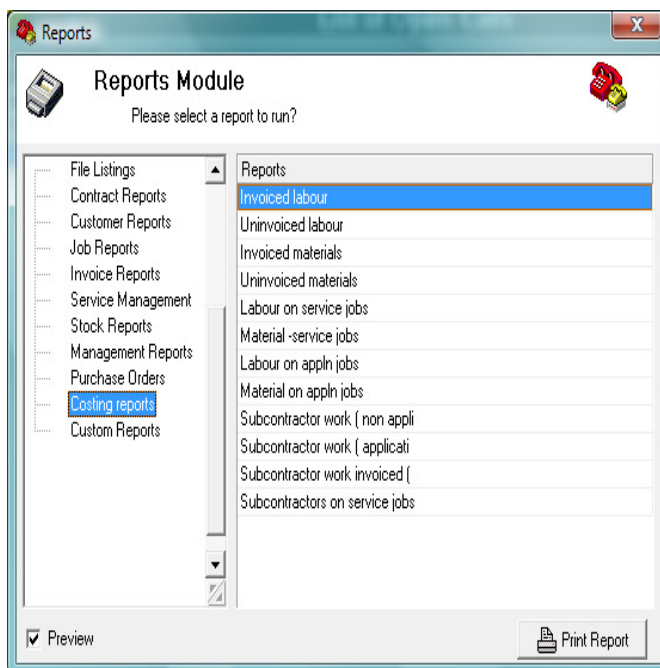 Reports
Reports Module
Please select a report to run?
File Listings
Contract Reports
Customer Reports
Job Reports
Invoice Reports
Service Management
Stock Reports
Management Reports
Purchase Orders
Costing reports
Custom Reports
Reports
Invoiced labour
Uninvoiced labour
Invoiced materials
Uninvoiced materials
Labour on service jobs
Material -service jobs
Labour on appln jobs
Material on appln jobs
Subcontractor work ( non appli
Subcontractor work ( applicati
Subcontractor work invoiced (
Subcontractors on service jobs
Preview
Print Report